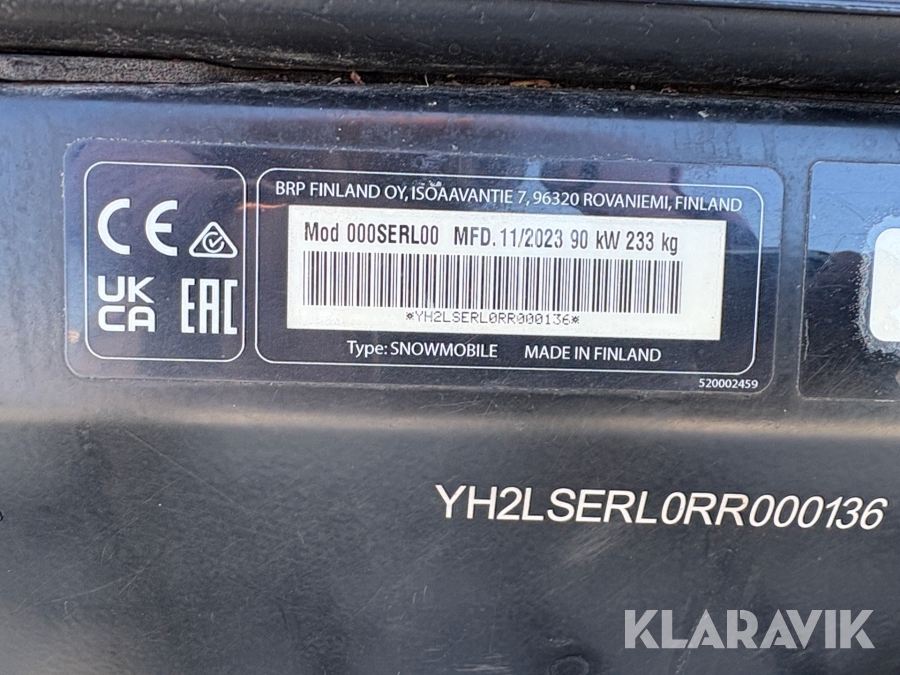 BRP FINLAND OY, ISOAAVANTIE 7, 96320 ROVANIEMI, FINLAND
CE
UK
CA
EAC
Mod 000SERL00 MFD. 11/2023 90 kW 233 kg
*YH2LSERL0RR000136*
Type: SNOWMOBILE MADE IN FINLAND
520002459
YH2LSERL0RR000136
KLARAVIK